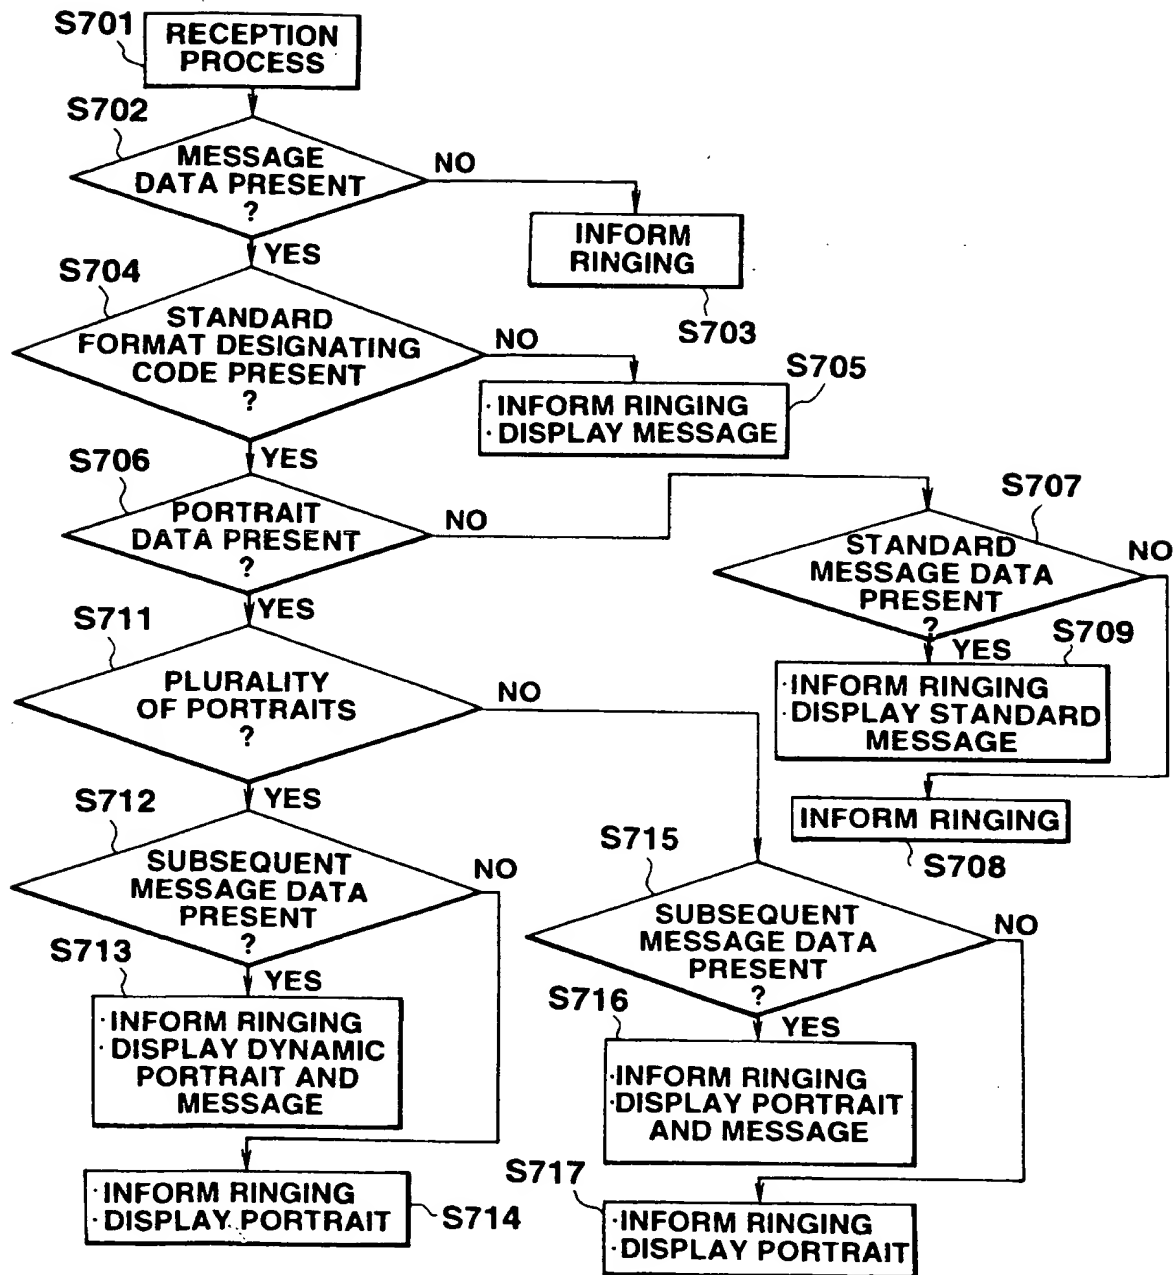 S701
RECEPTION
PROCESS
S702
MESSAGE
DATA PRESENT
?
NO
YES
INFORM
RINGING
S703
S704
STANDARD
FORMAT DESIGNATING
CODE PRESENT
?
NO
YES
S705
·INFORM RINGING
·DISPLAY MESSAGE
S706
PORTRAIT
DATA PRESENT
?
NO
YES
S707
STANDARD
MESSAGE DATA
PRESENT
?
NO
YES
S709
·INFORM RINGING
·DISPLAY STANDARD
MESSAGE
INFORM RINGING
S708
S711
PLURALITY
OF PORTRAITS
?
NO
YES
S712
SUBSEQUENT
MESSAGE DATA
PRESENT
?
NO
YES
S713
·INFORM RINGING
·DISPLAY DYNAMIC
PORTRAIT AND
MESSAGE
·INFORM RINGING
·DISPLAY PORTRAIT
S714
S715
SUBSEQUENT
MESSAGE DATA
PRESENT
?
NO
YES
S716
·INFORM RINGING
·DISPLAY PORTRAIT
AND MESSAGE
S717
·INFORM RINGING
·DISPLAY PORTRAIT